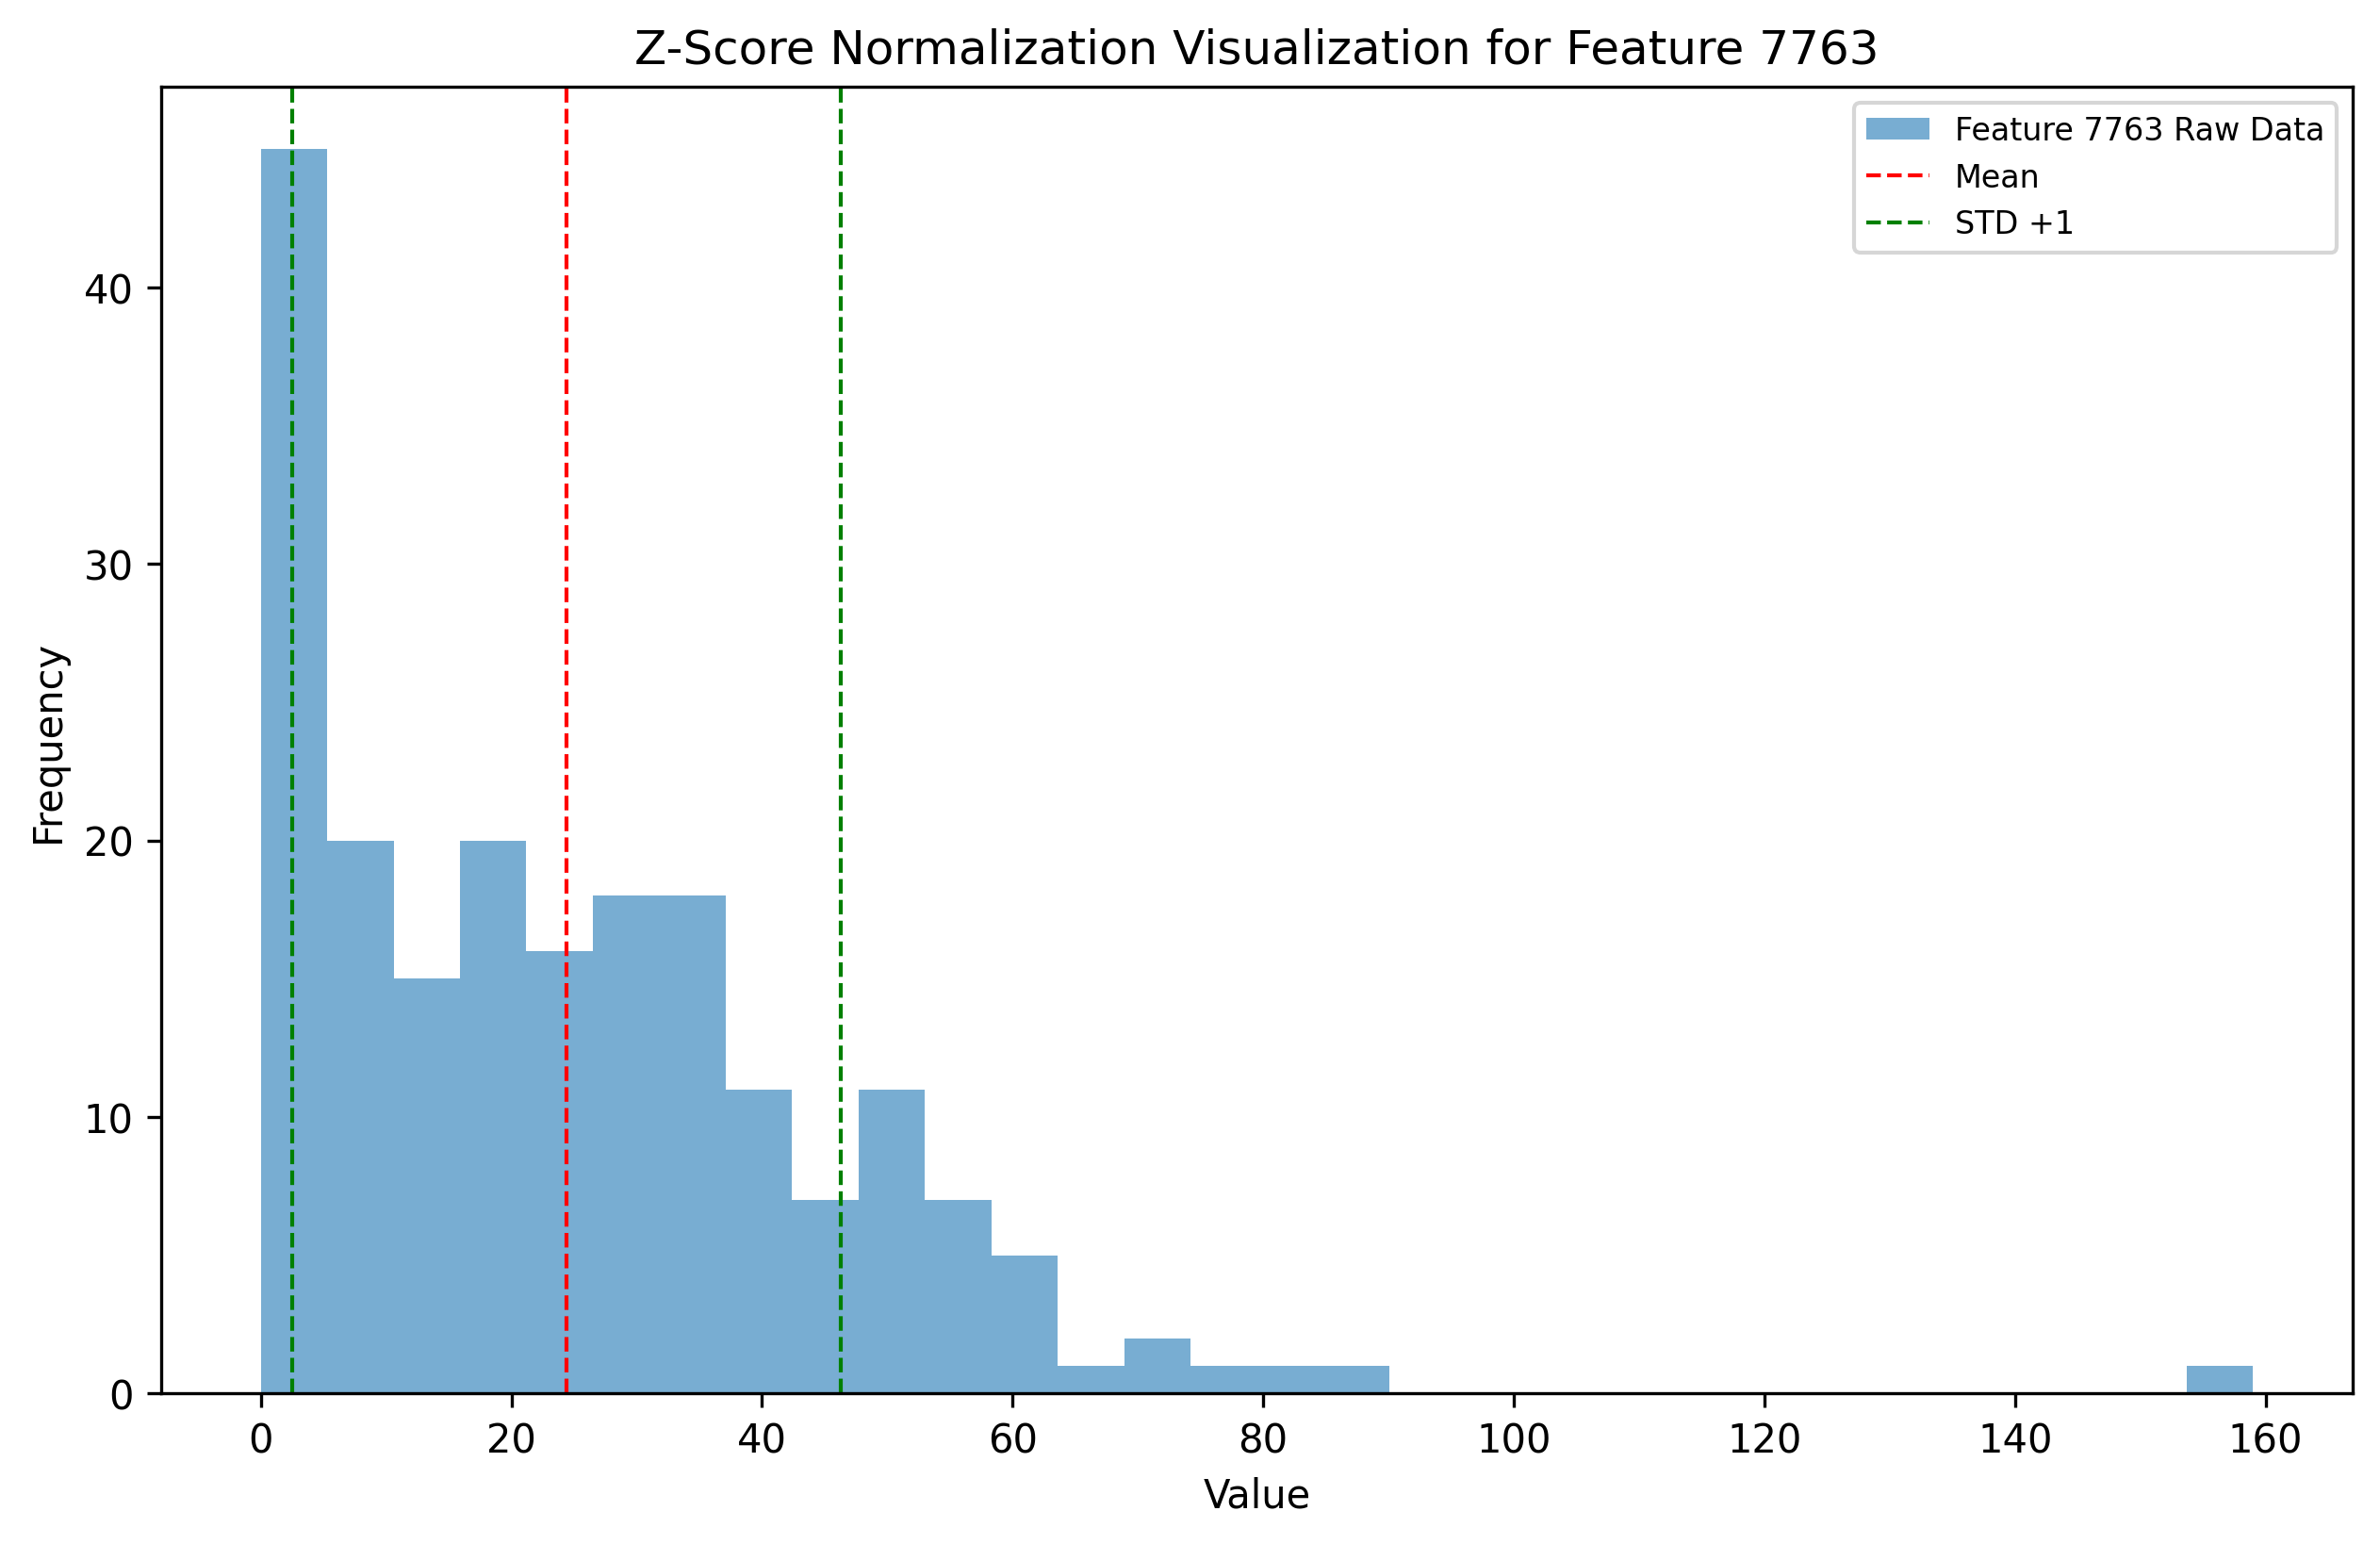 Z-Score Normalization Visualization for Feature 7763
Feature 7763 Raw Data
Mean
STD +1
Frequency
40
30
20
10
0
0 20 40 60 80 100 120 140 160
Value